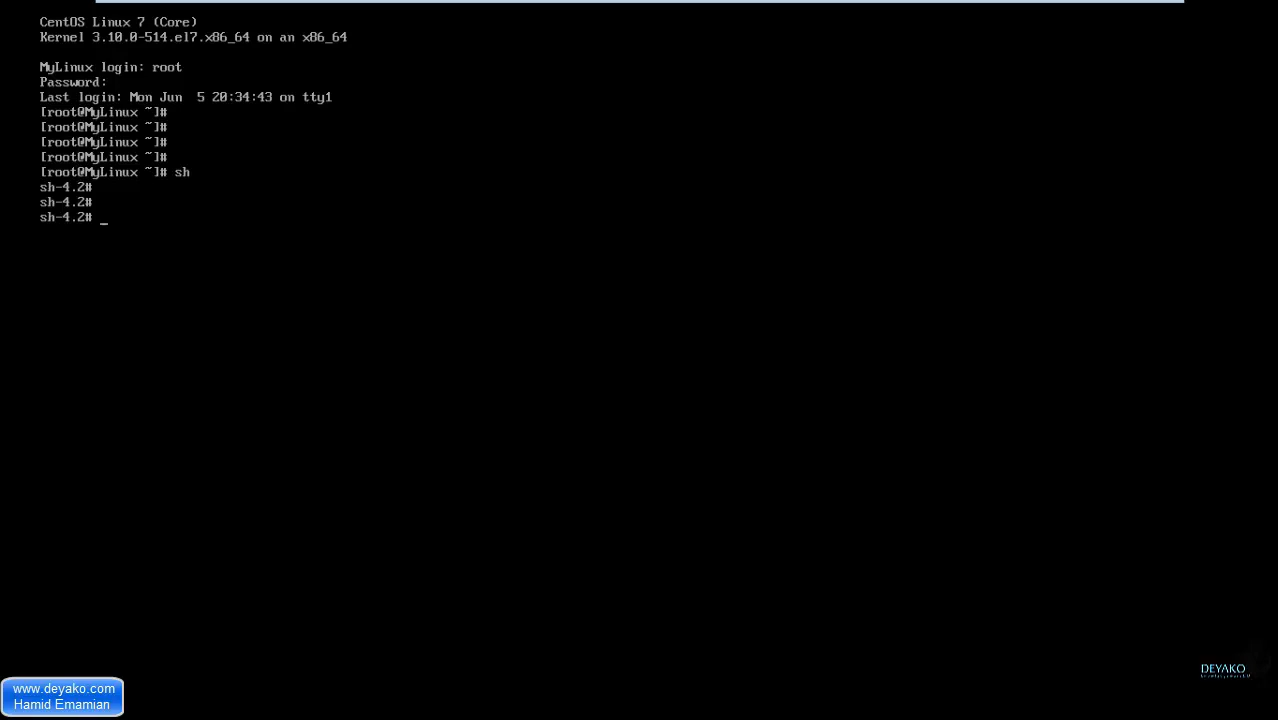 CentOS Linux 7 (Core)
Kernel 3.10.0-514.el7.x86_64 on an x86_64
MyLinux login: root
Password:
Last login: Mon Jun  5 20:34:43 on tty1
[root@MyLinux ~]#
[root@MyLinux ~]#
[root@MyLinux ~]#
[root@MyLinux ~]#
[root@MyLinux ~]# sh
sh-4.2#
sh-4.2#
sh-4.2# _
DEYAKO
www.deyako.com
Hamid Emamian